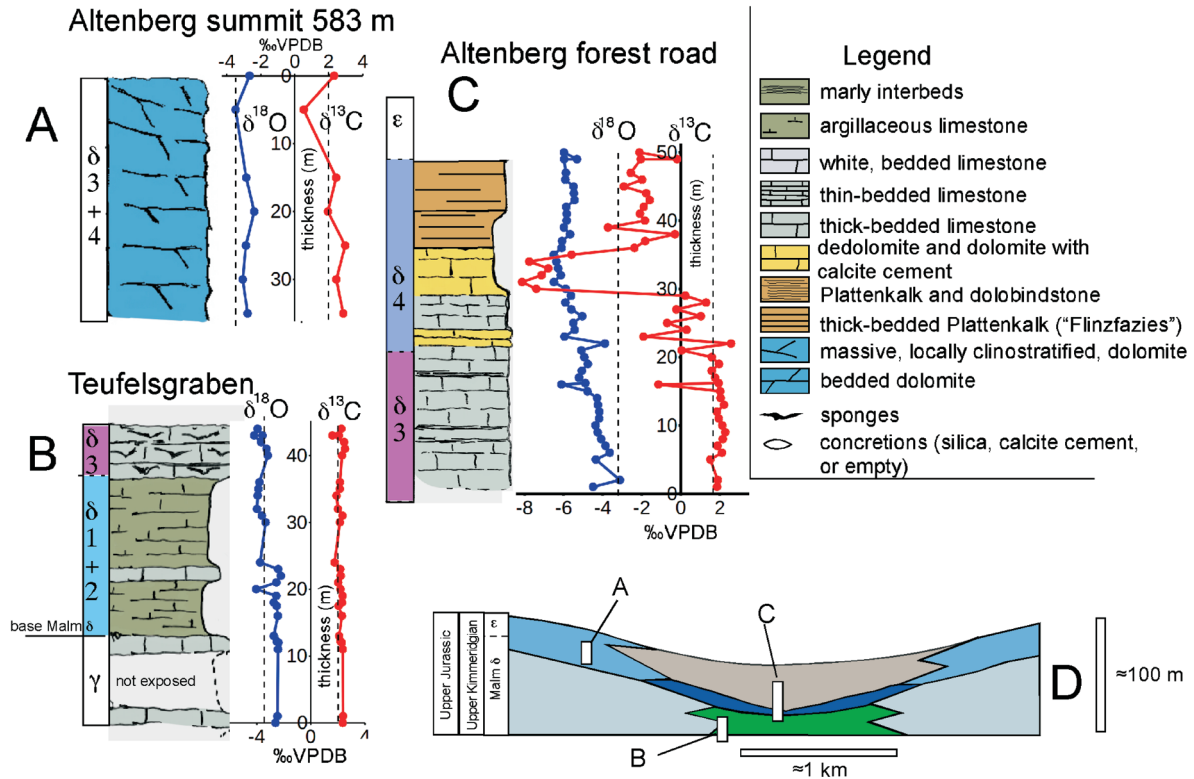 Altenberg summit 583 m
‰VPDB
-4 -2 0 2 4
A
δ 3 + 4
δ18O
δ13C
0
10
20
30
thickness (m)
Teufelsgraben
B
δ18O
δ13C
δ 3
δ 1 + 2
base Malm δ
γ
not exposed
40
30
20
10
0
thickness (m)
-4 0 4
‰VPDB
Altenberg forest road
C
δ18O
δ13C
ε
δ 4
δ 3
50
40
30
20
10
0
thickness (m)
-8 -6 -4 -2 0 2
‰VPDB
Legend
marly interbeds
argillaceous limestone
white, bedded limestone
thin-bedded limestone
thick-bedded limestone
dedolomite and dolomite with
calcite cement
Plattenkalk and dolobindstone
thick-bedded Plattenkalk ("Flinzfazies")
massive, locally clinostratified, dolomite
bedded dolomite
sponges
concretions (silica, calcite cement,
or empty)
Upper Jurassic
Upper Kimmeridgian
Malm δ
ε
A
C
B
D
≈100 m
≈1 km